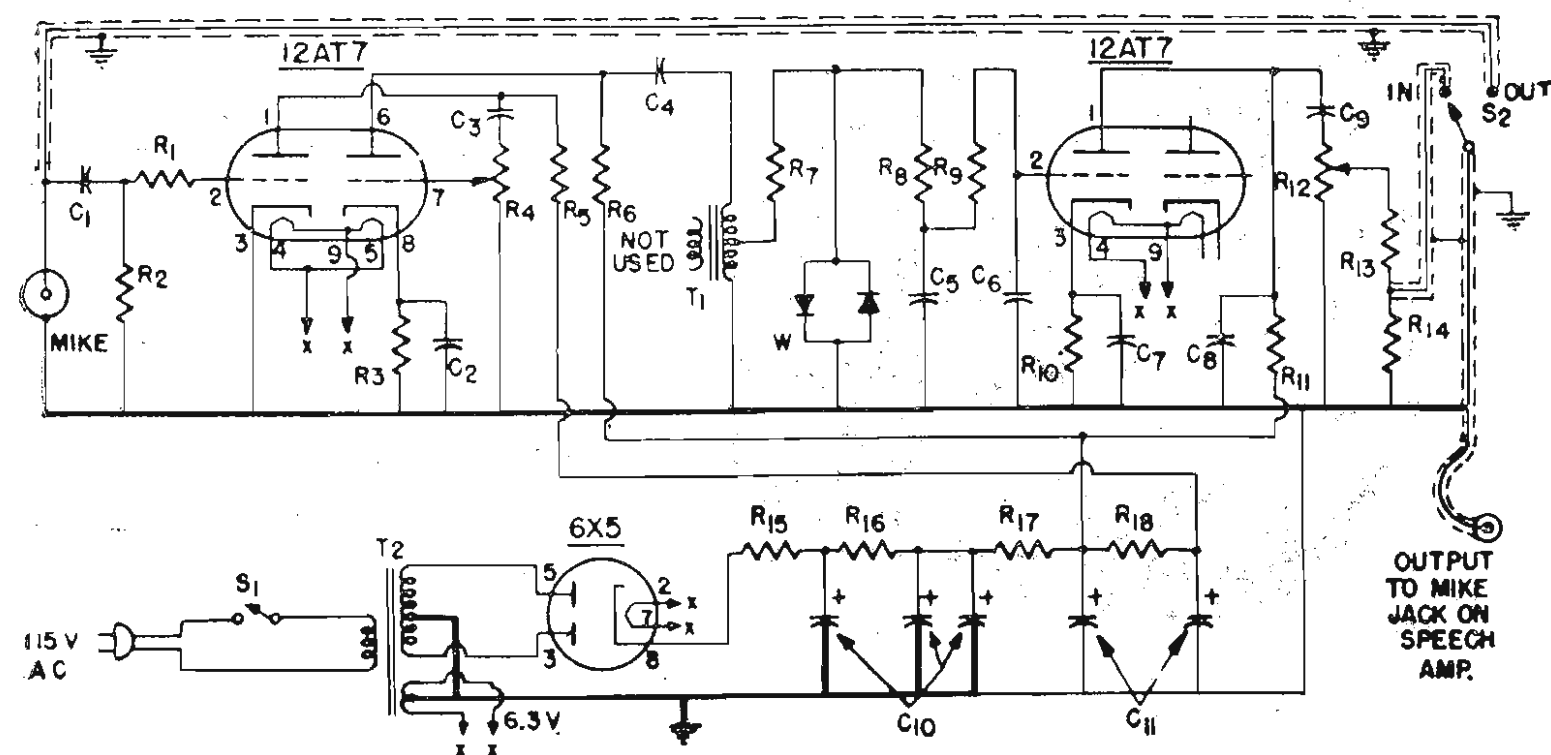 12AT7
12AT7
IN
S2 OUT
1
6
C4
1
C3
C9
R1
2
7
R4
R5
R6
R7
R8
R9
2
R12
C1
3
4
9
5
8
NOT
USED
3
4
9
R13
R2
T1
C5
C6
MIKE
x
x
W
x
x
R14
R3
C2
R10
C7
C8
R11
R15
R16
R17
R18
6X5
T2
5
2
x
S1
+
+
+
+
+
7
x
115 V
AC
3
8
OUTPUT
TO MIKE
JACK ON
SPEECH
AMP.
6.3 V
C10
C11
x
x